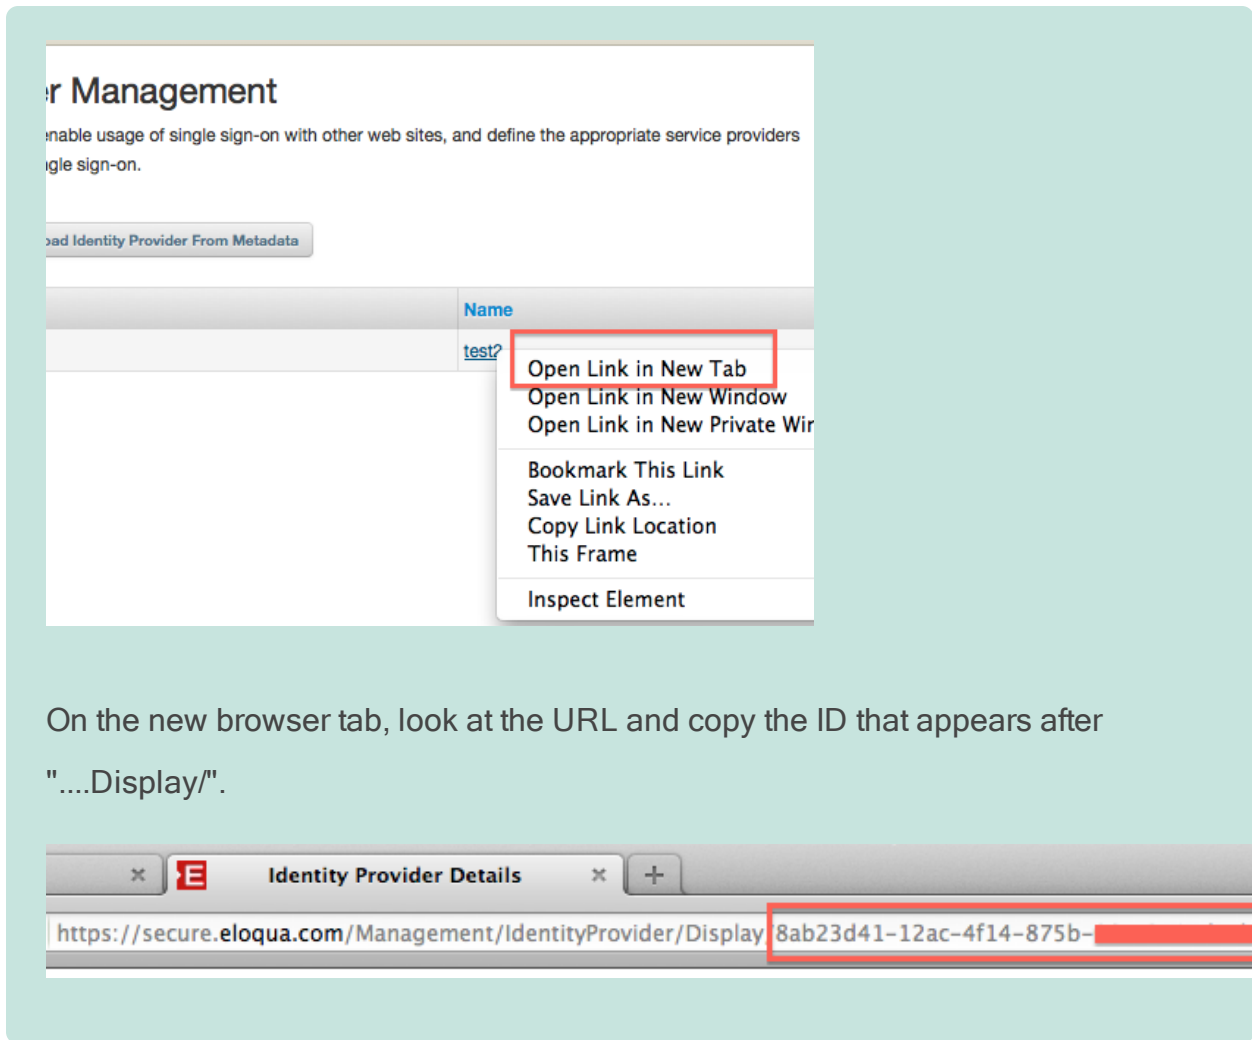 r Management
enable usage of single sign-on with other web sites, and define the appropriate service providers
gle sign-on.
oad Identity Provider From Metadata
Name
test2
Open Link in New Tab
Open Link in New Window
Open Link in New Private Wir
Bookmark This Link
Save Link As...
Copy Link Location
This Frame
Inspect Element
On the new browser tab, look at the URL and copy the ID that appears after
"....Display/".
Identity Provider Details
https://secure.eloqua.com/Management/IdentityProvider/Display/8ab23d41-12ac-4f14-875b-